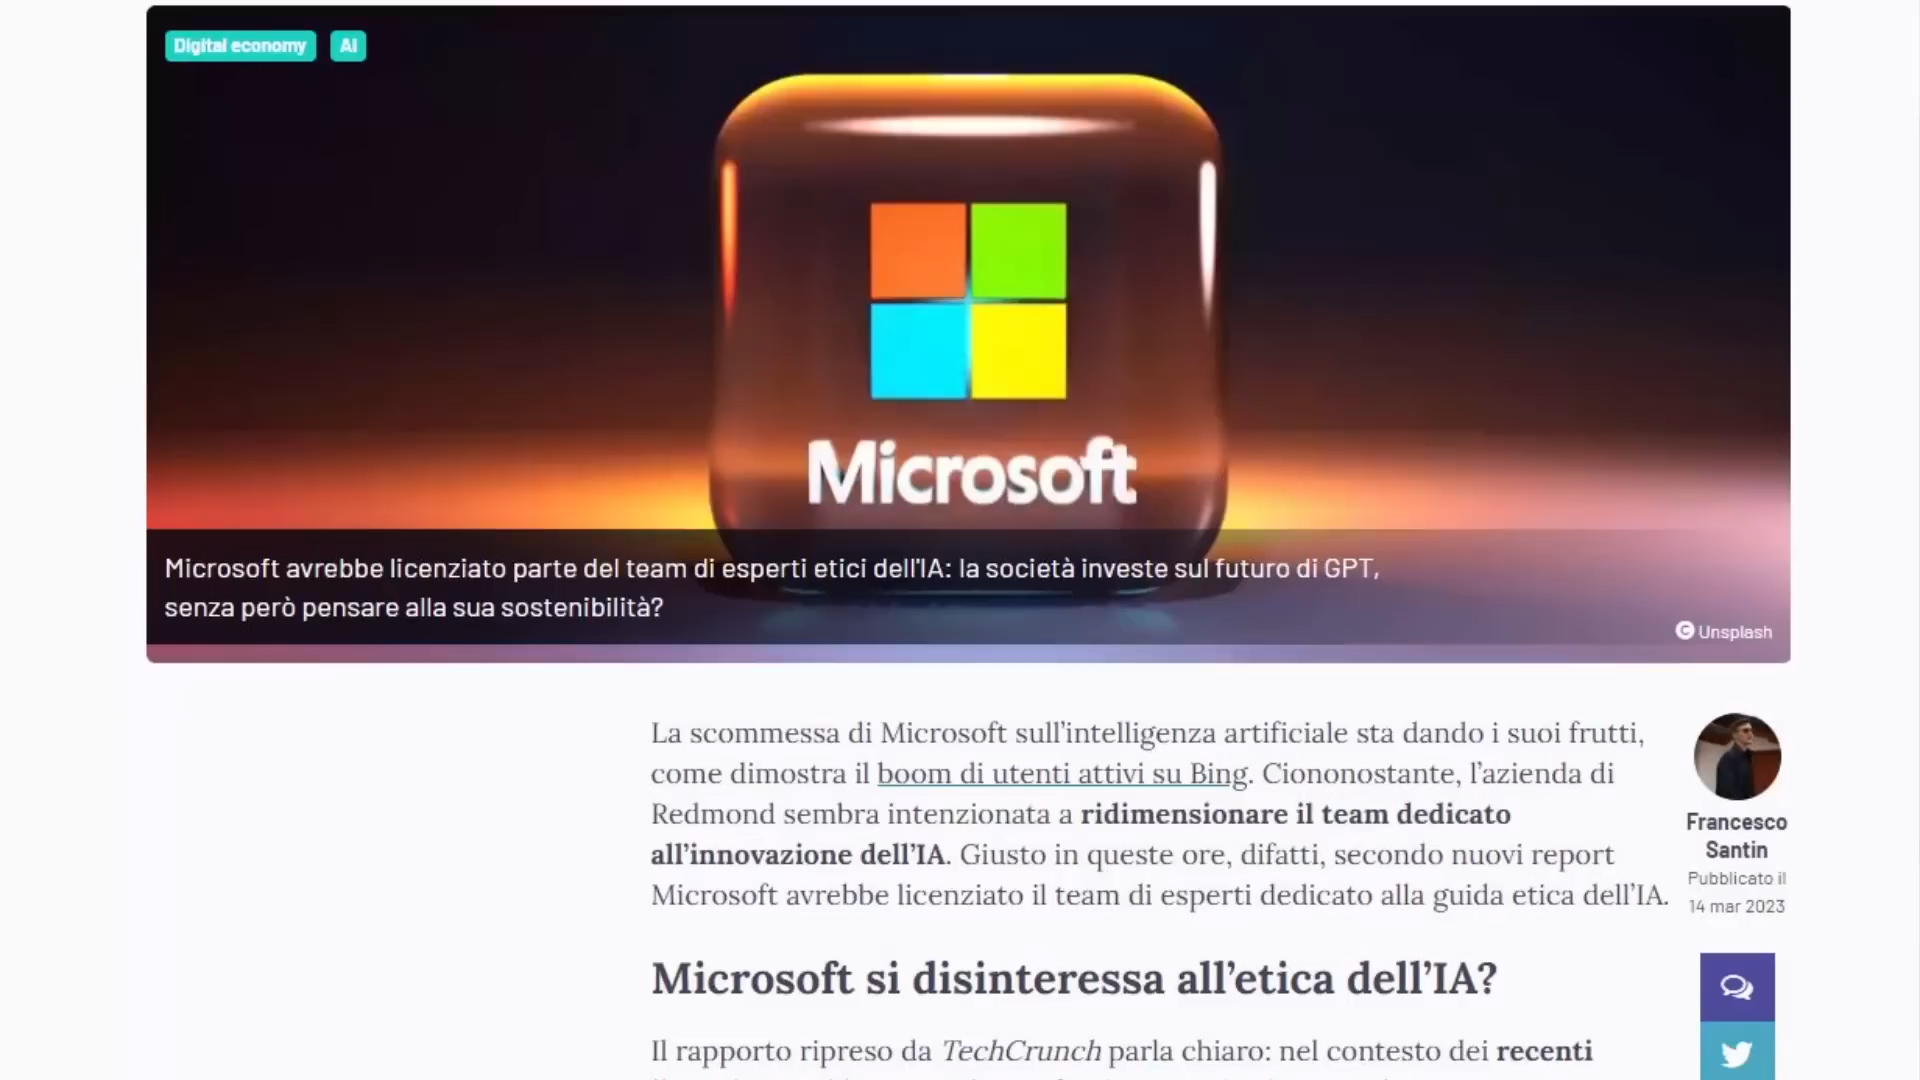 Digital economy
AI
Microsoft
Microsoft avrebbe licenziato parte del team di esperti etici dell'IA: la società investe sul futuro di GPT,
senza però pensare alla sua sostenibilità?
C Unsplash
La scommessa di Microsoft sull’intelligenza artificiale sta dando i suoi frutti,
come dimostra il boom di utenti attivi su Bing. Ciononostante, l’azienda di
Redmond sembra intenzionata a ridimensionare il team dedicato
all’innovazione dell’IA. Giusto in queste ore, difatti, secondo nuovi report
Microsoft avrebbe licenziato il team di esperti dedicato alla guida etica dell’IA.
Francesco
Santin
Pubblicato il
14 mar 2023
Microsoft si disinteressa all’etica dell’IA?
Il rapporto ripreso da TechCrunch parla chiaro: nel contesto dei recenti